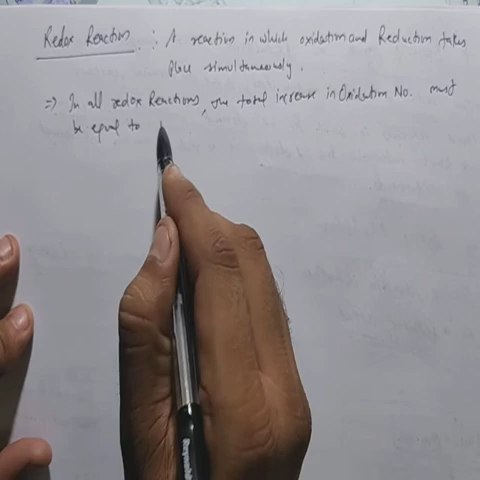 Redox Reaction :- A reaction in which oxidation and Reduction takes
place simultaneously.
=> In all redox Reactions, the total increase in Oxidation No. must
be equal to
Reynolds